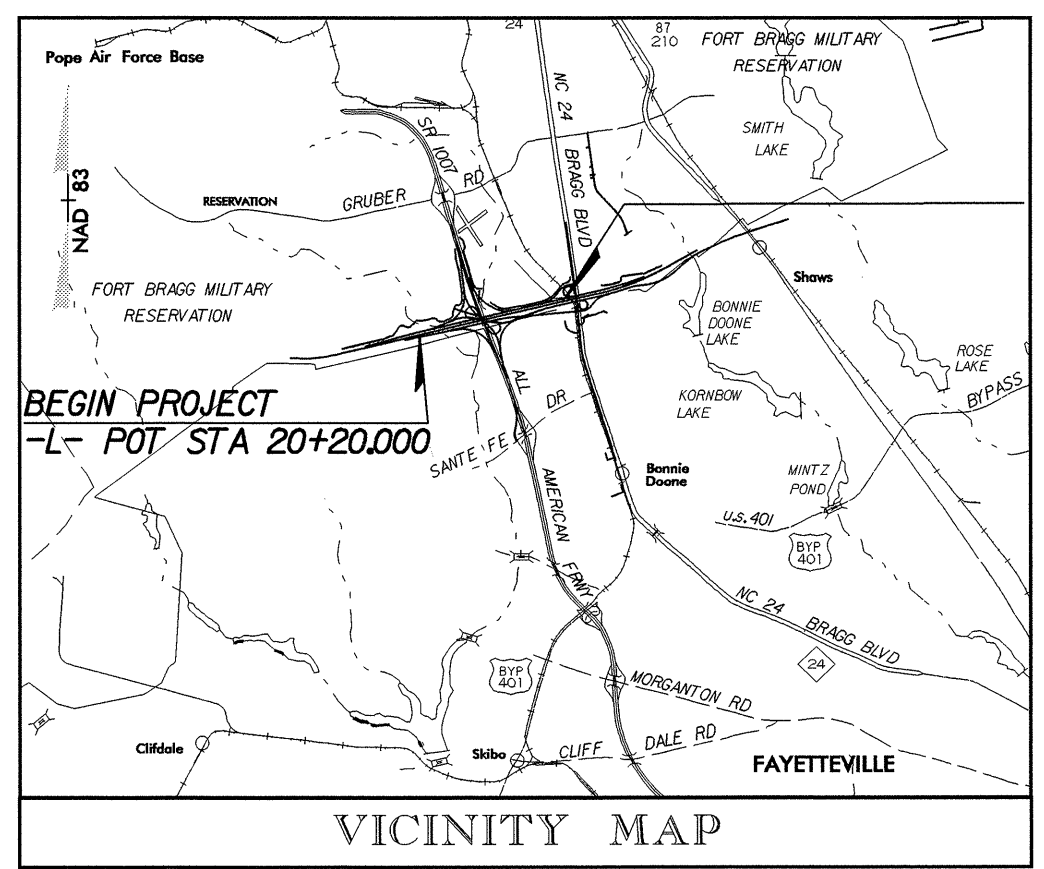 24
87
210
FORT BRAGG MILITARY
RESERVATION
Pope Air Force Base
NC 24
SR 1007
SMITH
LAKE
BRAGG BLVD
NAD 83
GRUBER RD
RESERVATION
Shaws
FORT BRAGG MILITARY
RESERVATION
BONNIE
DOONE
LAKE
ROSE
LAKE
BYPASS
KORNBOW
LAKE
BEGIN PROJECT
-L- POT STA 20+20.000
ALL
AMERICAN
FRWY
SANTE FE DR
Bonnie
Doone
MINTZ
POND
U.S. 401
BYP
401
NC 24
BRAGG BLVD
24
BYP
401
MORGANTON RD
Clifdale
Skibo
CLIFF DALE RD
FAYETTEVILLE
VICINITY MAP